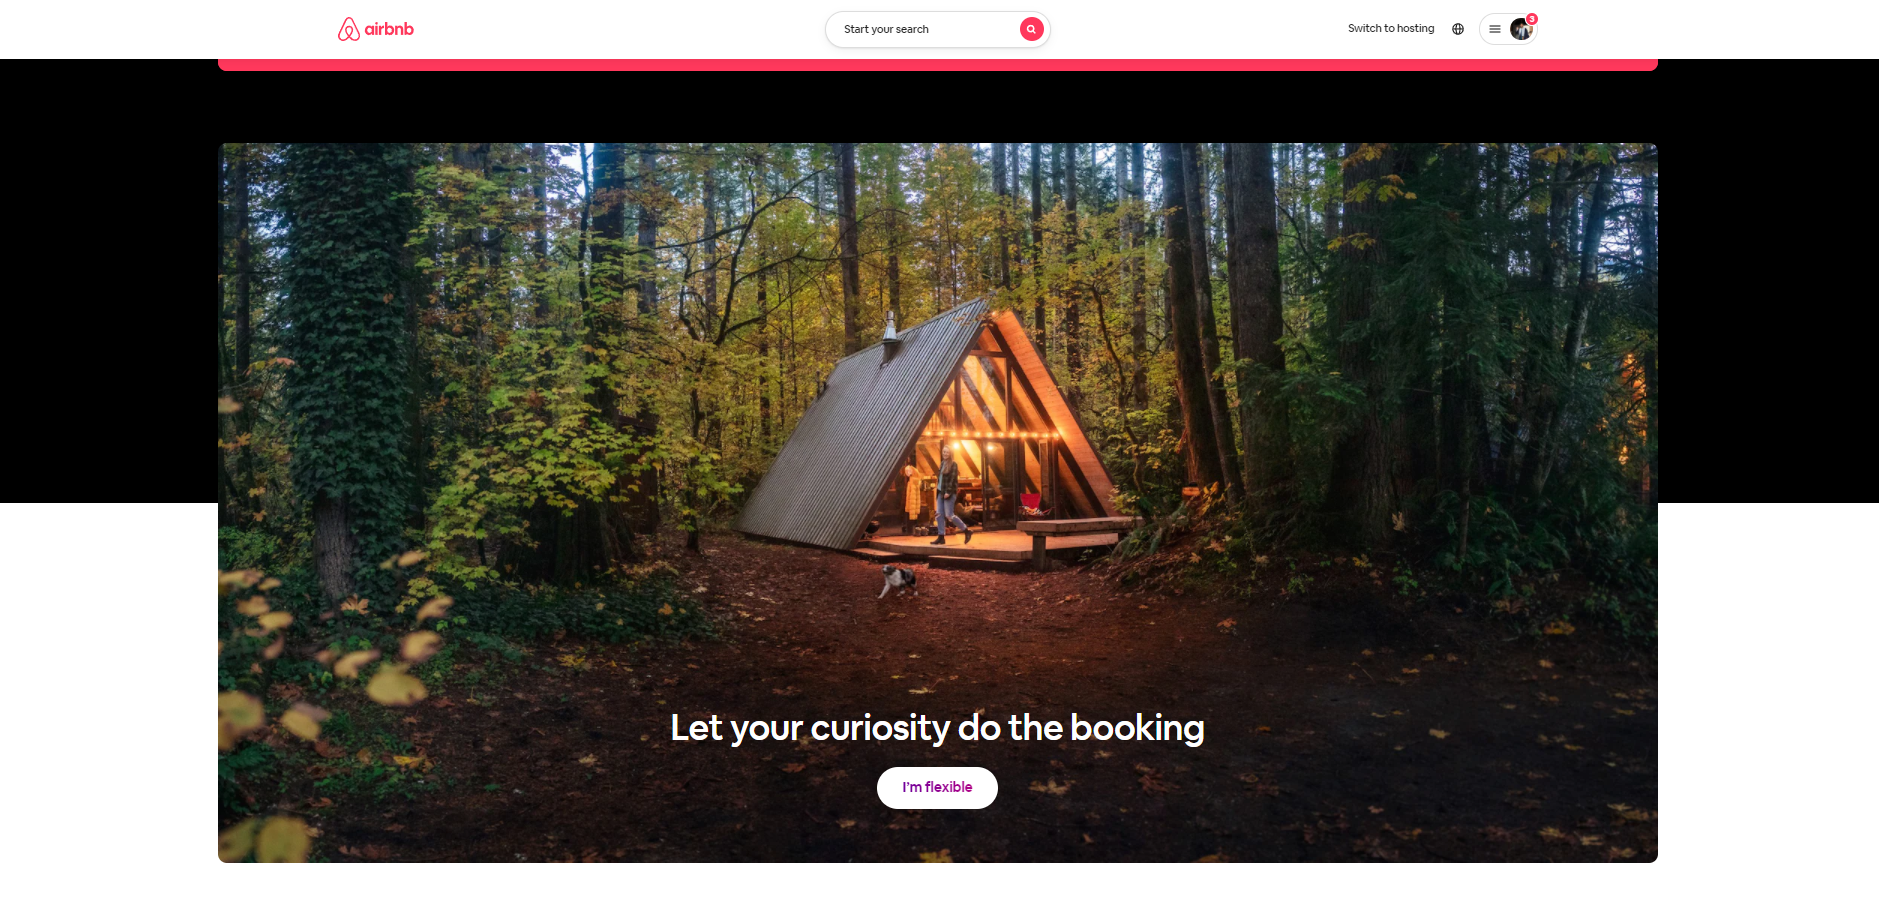 airbnb
Start your search
Switch to hosting
3
Let your curiosity do the booking
I'm flexible